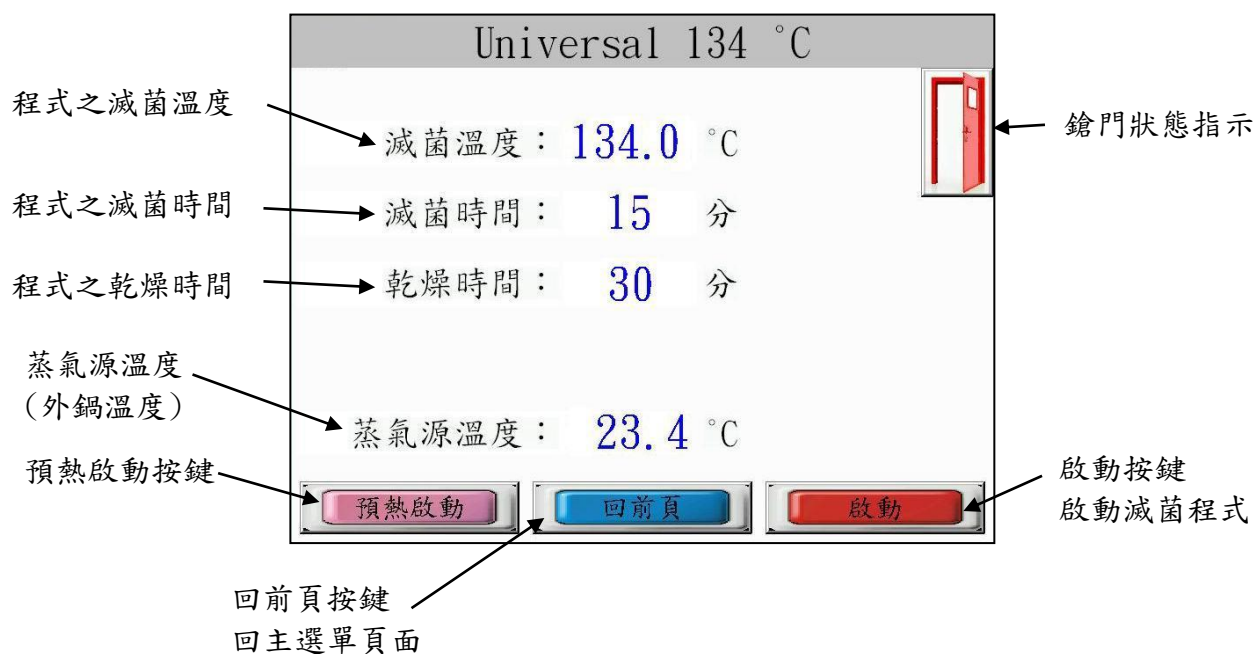 Universal 134 °C
程式之滅菌溫度
滅菌溫度：134.0 °C
鎗門狀態指示
程式之滅菌時間
滅菌時間：15 分
程式之乾燥時間
乾燥時間：30 分
蒸氣源溫度
(外鍋溫度)
蒸氣源溫度：23.4 °C
預熱啟動按鍵
預熱啟動
回前頁
啟動
啟動按鍵
啟動滅菌程式
回前頁按鍵
回主選單頁面